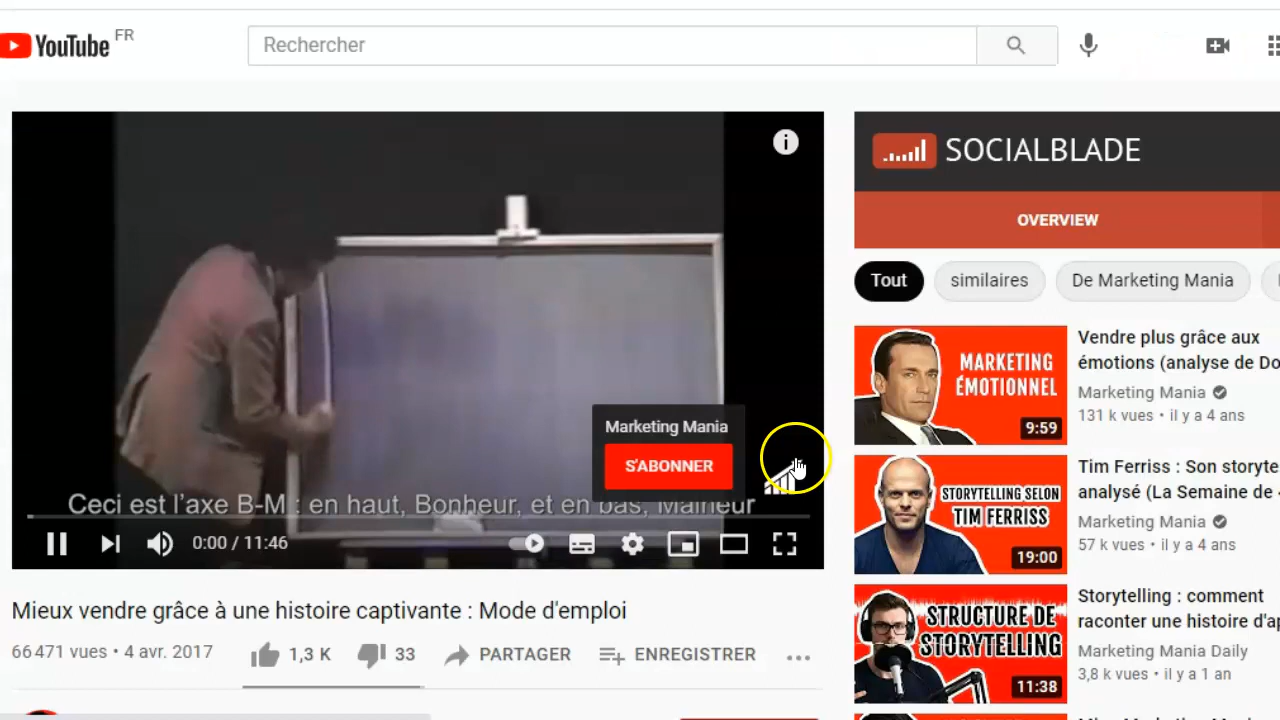 YouTube FR
Rechercher
SOCIALBLADE
OVERVIEW
Tout
similaires
De Marketing Mania
Marketing Mania
S'ABONNER
Ceci est l'axe B-M : en haut, Bonheur, et en bas, Malheur
0:00 / 11:46
Mieux vendre grâce à une histoire captivante : Mode d'emploi
66 471 vues • 4 avr. 2017
1,3 K
33
PARTAGER
ENREGISTRER
MARKETING
ÉMOTIONNEL
9:59
Vendre plus grâce aux
émotions (analyse de Do
Marketing Mania
131 k vues • il y a 4 ans
STORYTELLING SELON
TIM FERRISS
19:00
Tim Ferriss : Son storyte
analysé (La Semaine de
Marketing Mania
57 k vues • il y a 4 ans
STRUCTURE DE
STORYTELLING
11:38
Storytelling : comment
raconter une histoire d'ap
Marketing Mania Daily
3,8 k vues • il y a 1 an